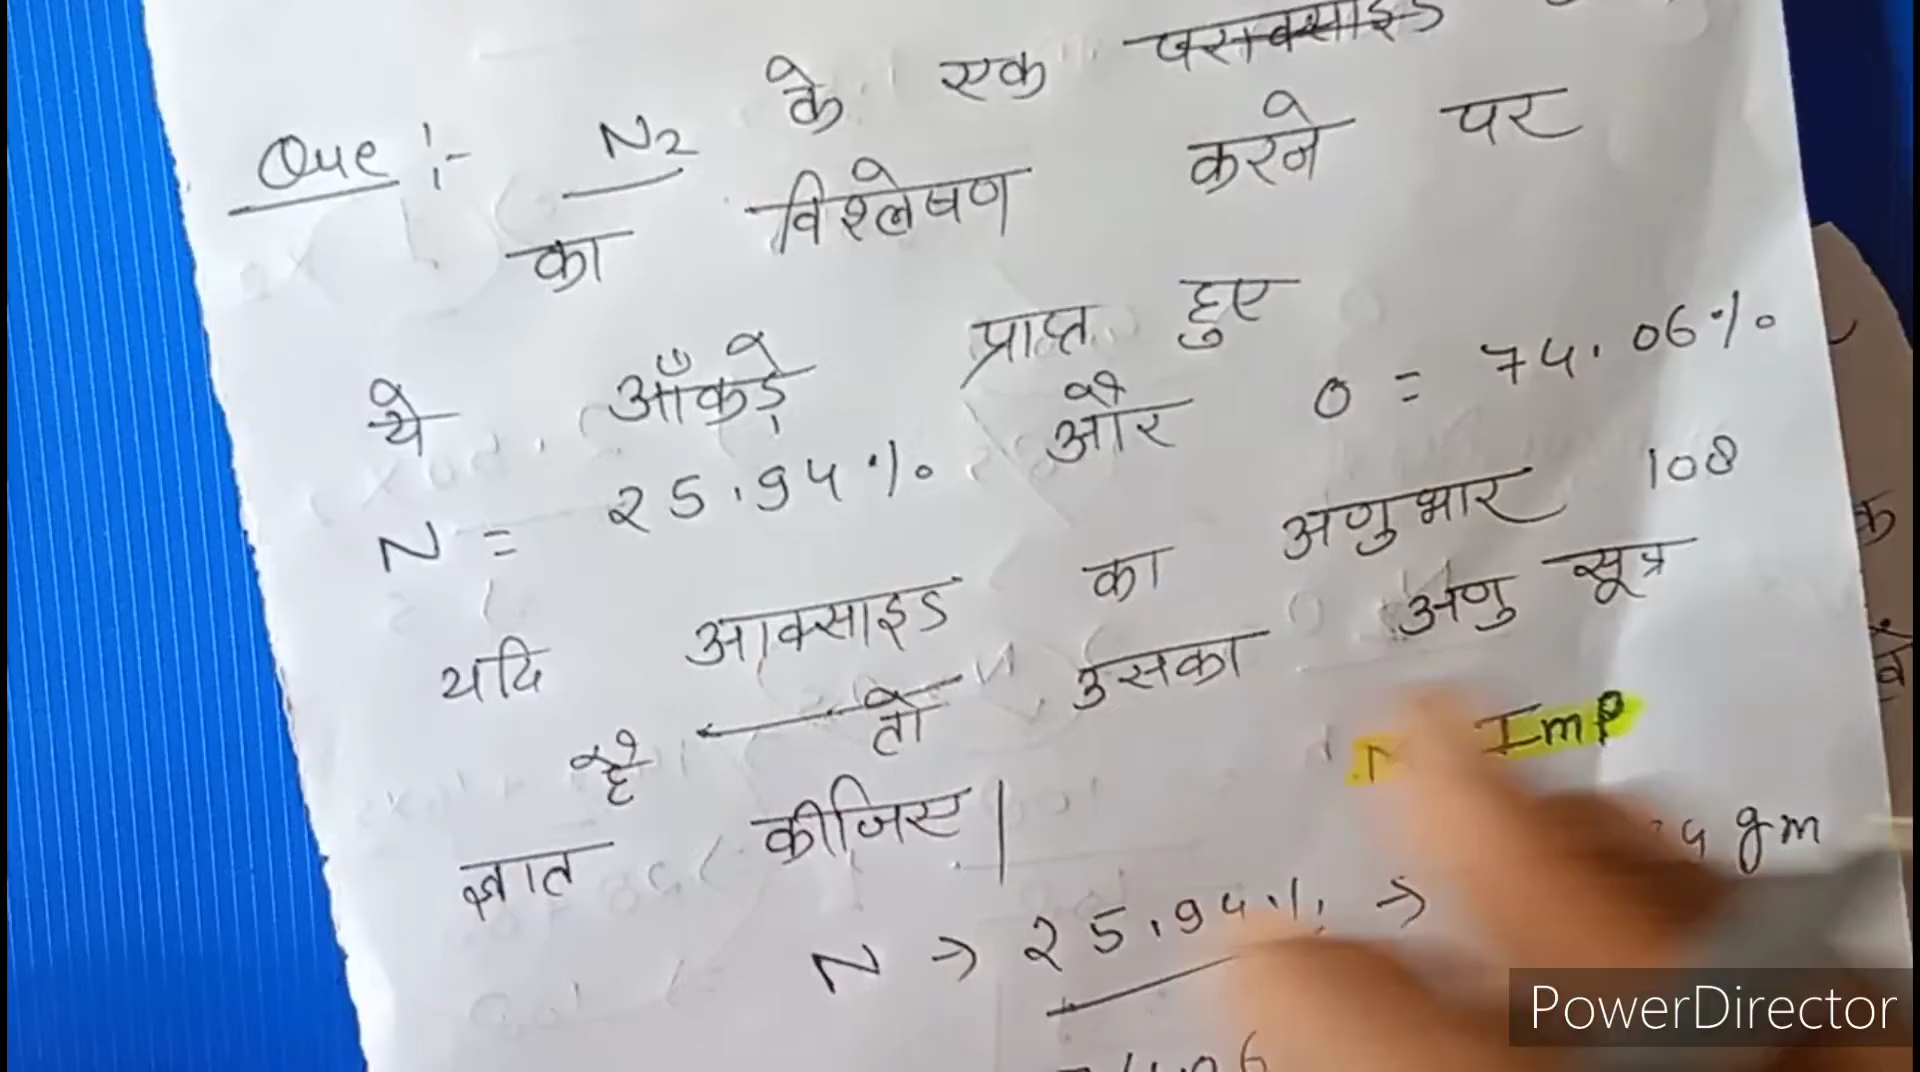 Que :- N2 के एक
का विश्लेषण करने पर
ये आँकड़े प्राप्त हुए
N = 25.94% और O = 74.06%
यदि आक्साइड का अणुभार 108
है तो उसका अणु सूत्र
ज्ञात कीजिए |
Imp
N → 25.94% → gm
PowerDirector